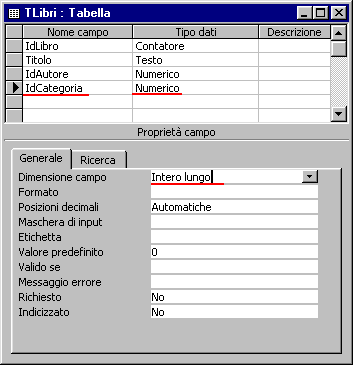 TLibri : Tabella
Nome campo Tipo dati Descrizione
IdLibro Contatore
Titolo Testo
IdAutore Numerico
IdCategoria Numerico
Proprietà campo
Generale Ricerca
Dimensione campo Intero lungo
Formato
Posizioni decimali Automatiche
Maschera di input
Etichetta
Valore predefinito 0
Valido se
Messaggio errore
Richiesto No
Indicizzato No